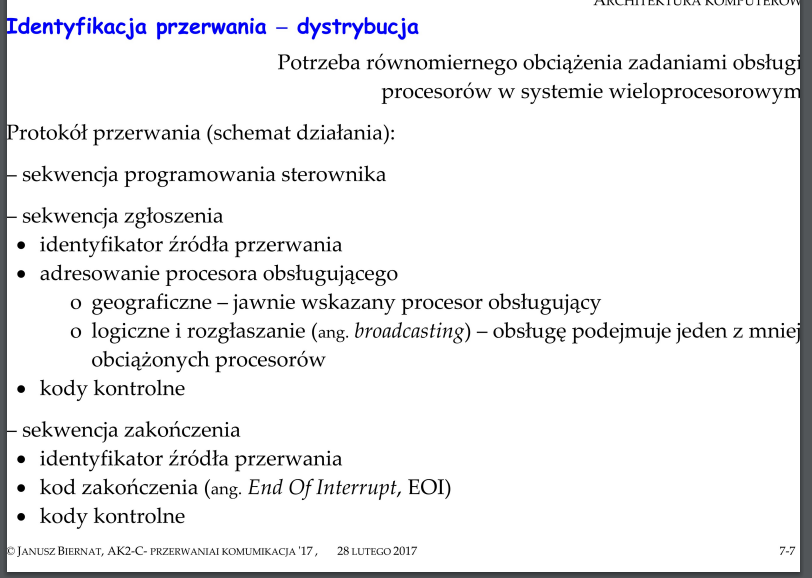 ARCHITEKTURA KOMPUTERÓW
Identyfikacja przerwania – dystrybucja
Potrzeba równomiernego obciążenia zadaniami obsługi
procesorów w systemie wieloprocesorowym
Protokół przerwania (schemat działania):
– sekwencja programowania sterownika
– sekwencja zgłoszenia
• identyfikator źródła przerwania
• adresowanie procesora obsługującego
o geograficzne – jawnie wskazany procesor obsługujący
o logiczne i rozgłaszanie (ang. broadcasting) – obsługę podejmuje jeden z mniej
obciążonych procesorów
• kody kontrolne
– sekwencja zakończenia
• identyfikator źródła przerwania
• kod zakończenia (ang. End Of Interrupt, EOI)
• kody kontrolne
© JANUSZ BIERNAT, AK2-C- PRZERWANIAI KOMUMIKACJA '17 , 28 LUTEGO 2017 7-7